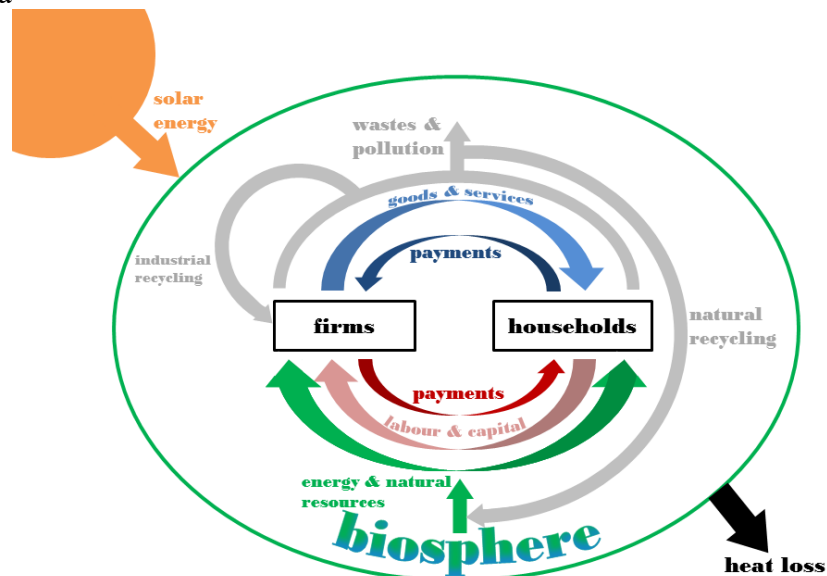 solar
energy
wastes &
pollution
goods & services
payments
industrial
recycling
firms
households
natural
recycling
payments
labour & capital
energy & natural
resources
biosphere
heat loss